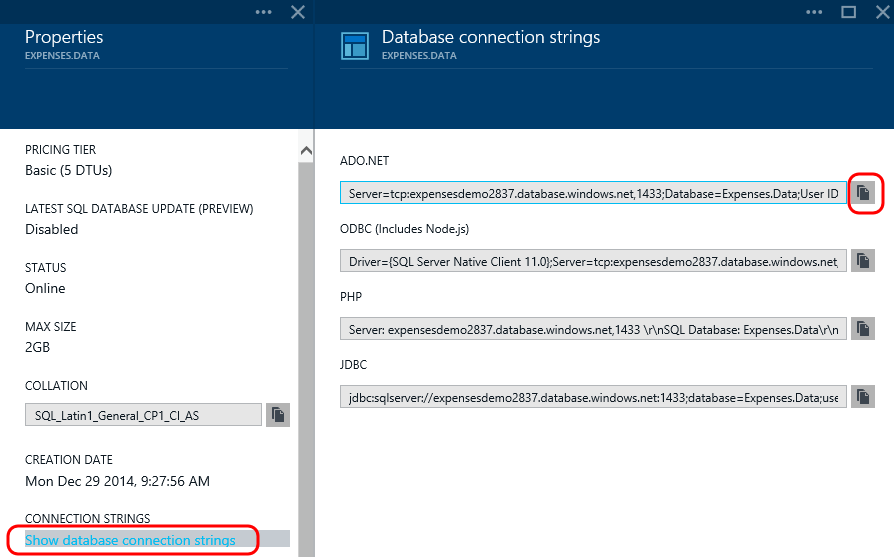 Properties
EXPENSES.DATA
PRICING TIER
Basic (5 DTUs)
LATEST SQL DATABASE UPDATE (PREVIEW)
Disabled
STATUS
Online
MAX SIZE
2GB
COLLATION
SQL_Latin1_General_CP1_CI_AS
CREATION DATE
Mon Dec 29 2014, 9:27:56 AM
CONNECTION STRINGS
Show database connection strings
Database connection strings
EXPENSES.DATA
ADO.NET
Server=tcp:expensesdemo2837.database.windows.net,1433;Database=Expenses.Data;User ID
ODBC (Includes Node.js)
Driver={SQL Server Native Client 11.0};Server=tcp:expensesdemo2837.database.windows.net,
PHP
Server: expensesdemo2837.database.windows.net,1433 \r\nSQL Database: Expenses.Data\r\n
JDBC
jdbc:sqlserver://expensesdemo2837.database.windows.net:1433;database=Expenses.Data;use